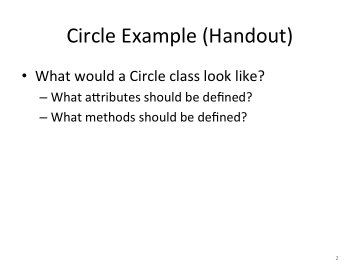 Circle Example (Handout)
• What would a Circle class look like?
– What attributes should be defined?
– What methods should be defined?
2